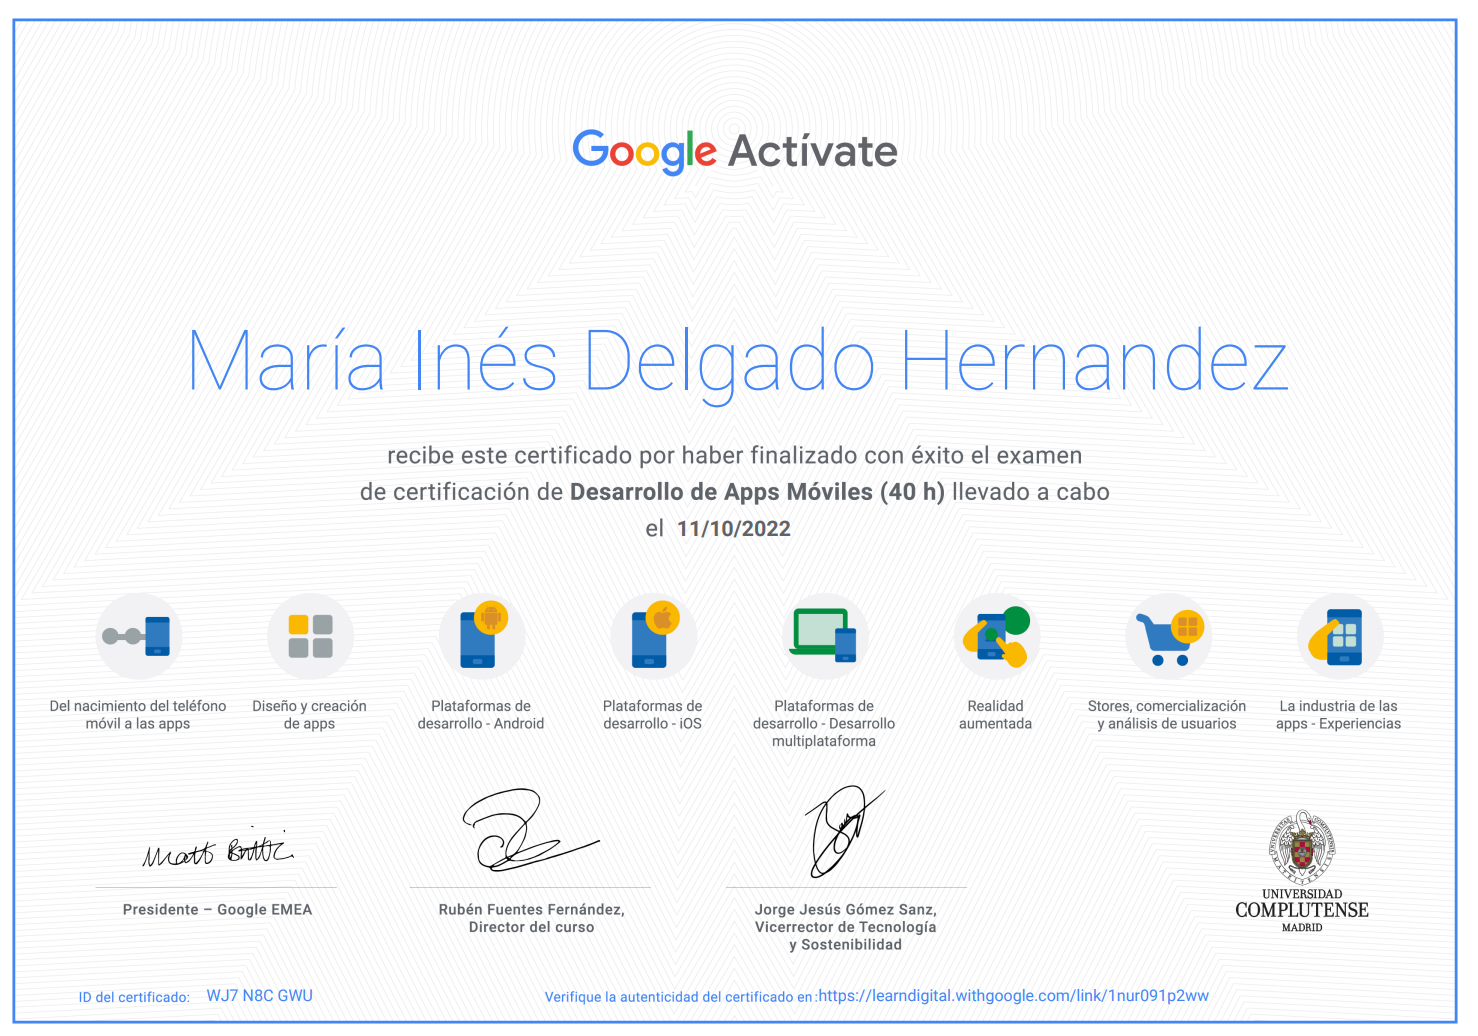 Google Actívate
María Inés Delgado Hernandez
recibe este certificado por haber finalizado con éxito el examen
de certificación de Desarrollo de Apps Móviles (40 h) llevado a cabo
el 11/10/2022
Del nacimiento del teléfono
móvil a las apps
Diseño y creación
de apps
Plataformas de
desarrollo - Android
Plataformas de
desarrollo - iOS
Plataformas de
desarrollo - Desarrollo
multiplataforma
Realidad
aumentada
Stores, comercialización
y análisis de usuarios
La industria de las
apps - Experiencias
Presidente – Google EMEA
Rubén Fuentes Fernández,
Director del curso
Jorge Jesús Gómez Sanz,
Vicerrector de Tecnología
y Sostenibilidad
UNIVERSIDAD
COMPLUTENSE
MADRID
ID del certificado: WJ7 N8C GWU
Verifique la autenticidad del certificado en:https://learndigital.withgoogle.com/link/1nur091p2ww